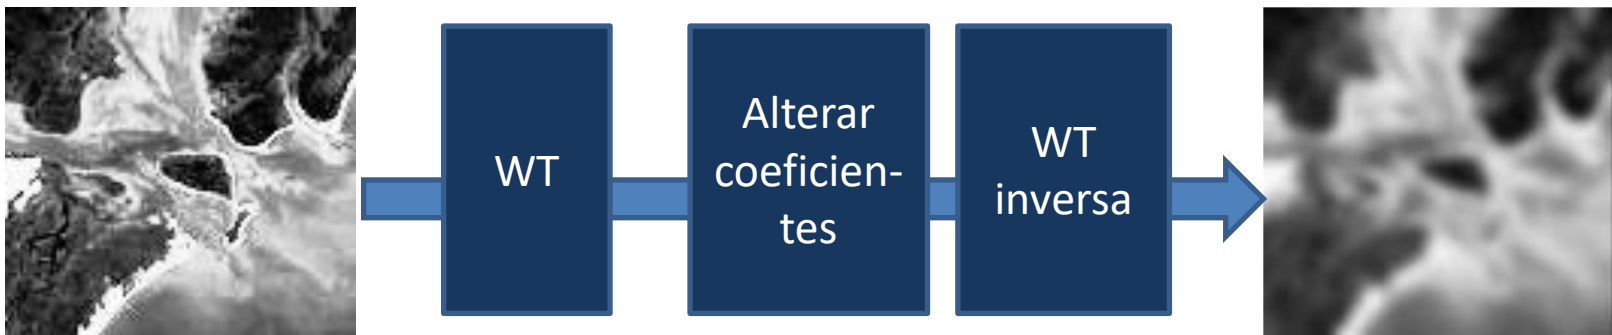 WT
Alterar
coeficien-
tes
WT
inversa